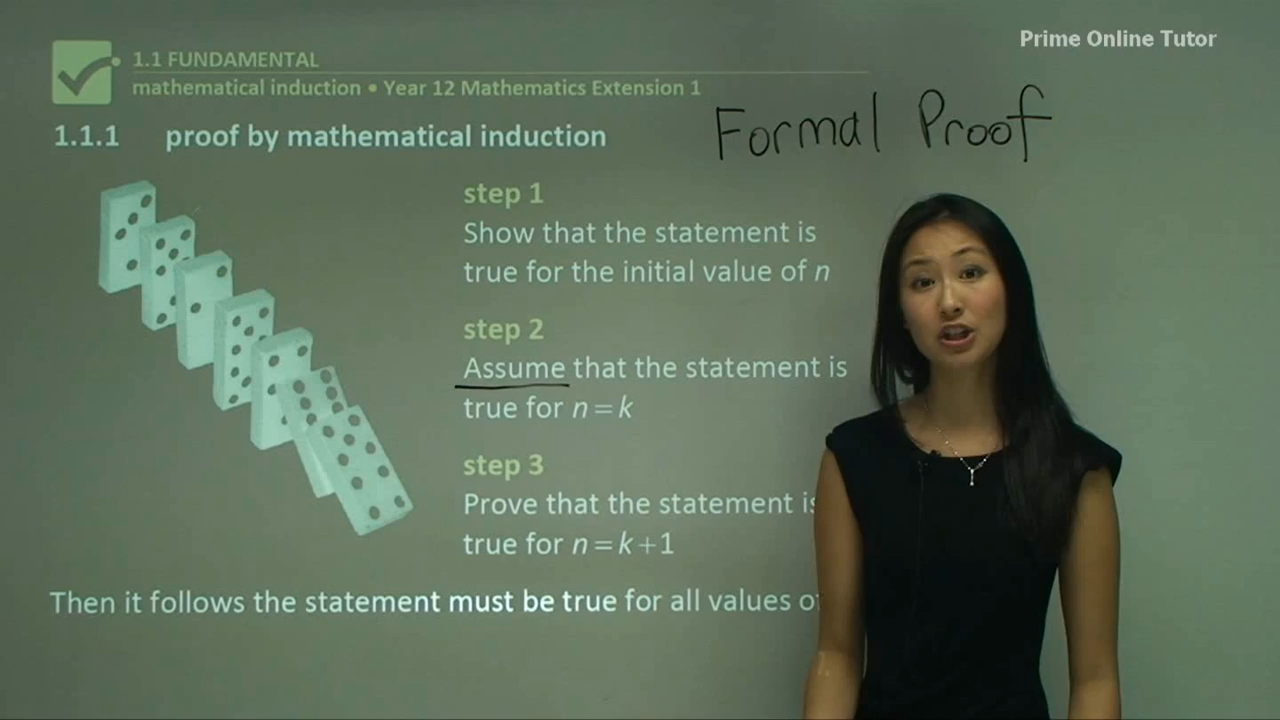 Prime Online Tutor
1.1 FUNDAMENTAL
mathematical induction • Year 12 Mathematics Extension 1
Formal Proof
1.1.1 proof by mathematical induction
step 1
Show that the statement is
true for the initial value of n
step 2
Assume that the statement is
true for n = k
step 3
Prove that the statement is
true for n = k + 1
Then it follows the statement must be true for all values of